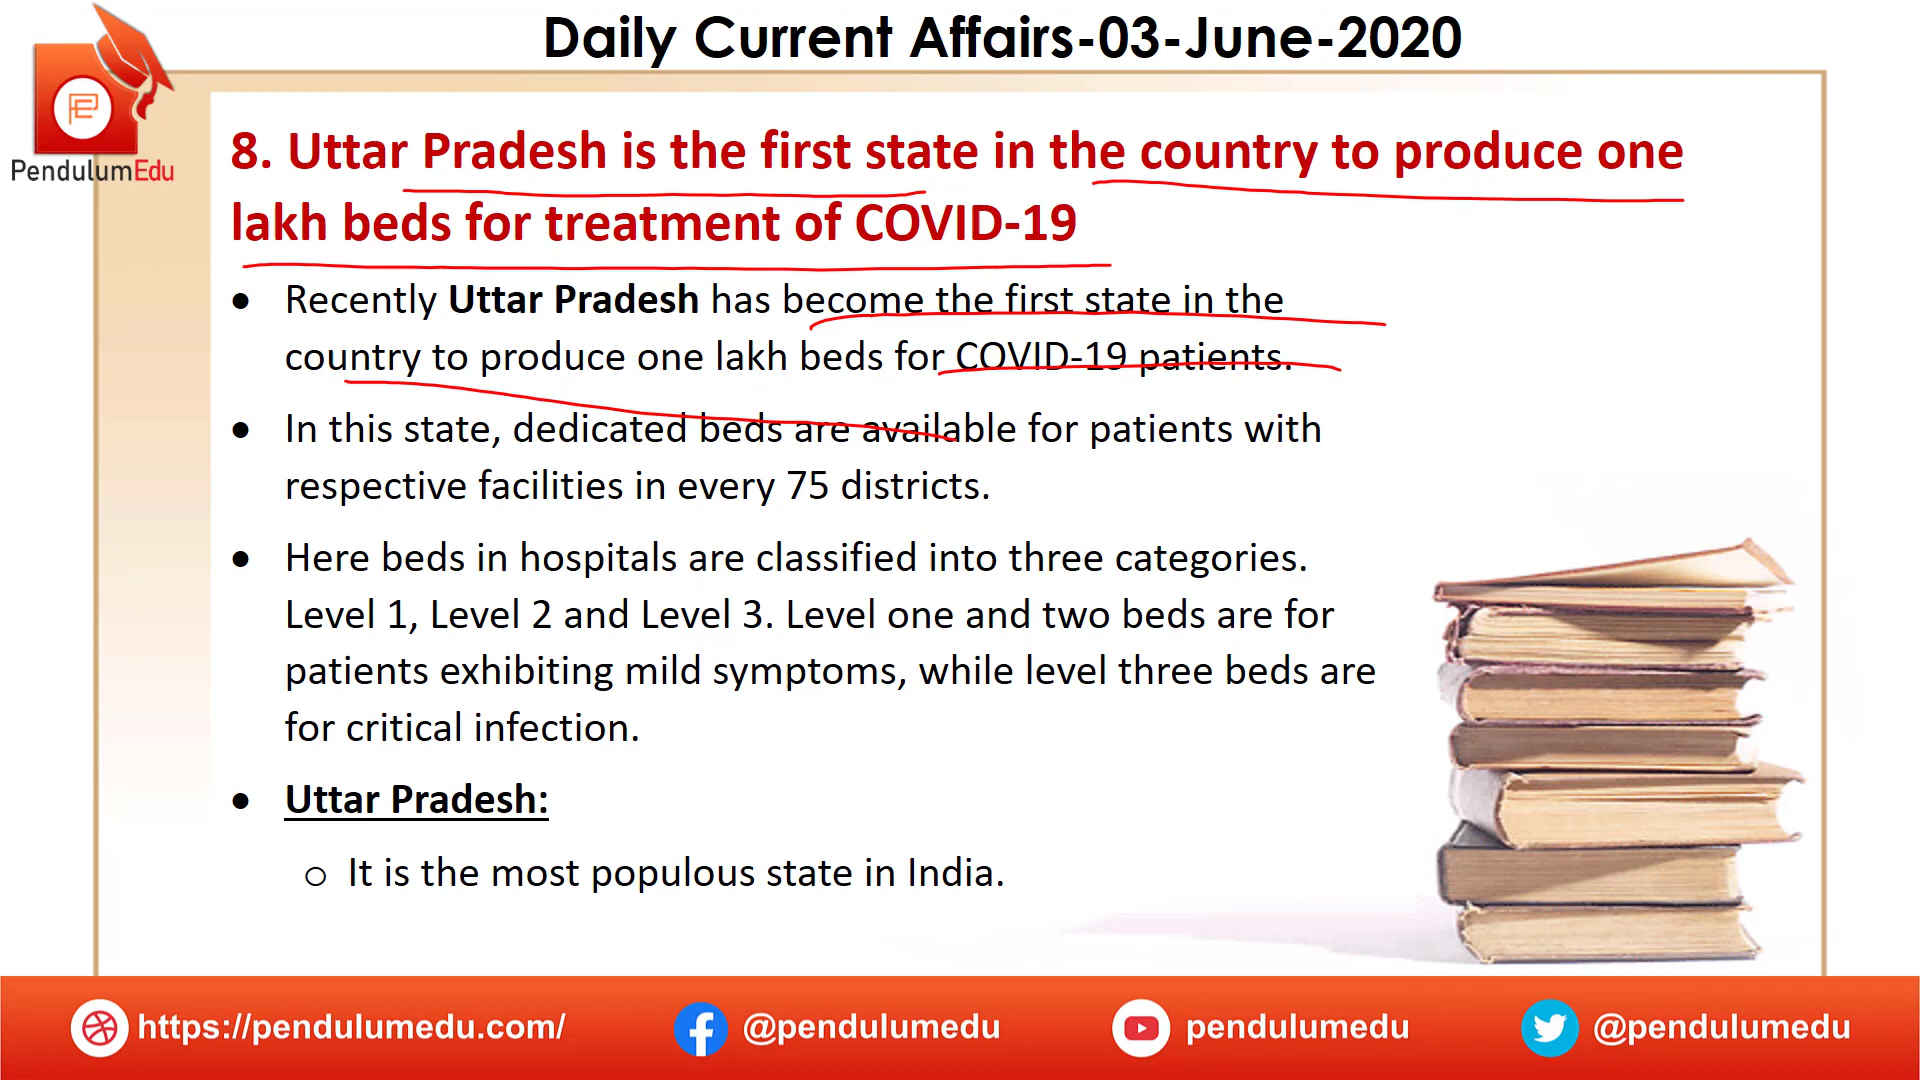 Daily Current Affairs-03-June-2020
PendulumEdu
8. Uttar Pradesh is the first state in the country to produce one
lakh beds for treatment of COVID-19
● Recently Uttar Pradesh has become the first state in the
country to produce one lakh beds for COVID-19 patients.
● In this state, dedicated beds are available for patients with
respective facilities in every 75 districts.
● Here beds in hospitals are classified into three categories.
Level 1, Level 2 and Level 3. Level one and two beds are for
patients exhibiting mild symptoms, while level three beds are
for critical infection.
● Uttar Pradesh:
o It is the most populous state in India.
https://pendulumedu.com/ @pendulumedu pendulumedu @pendulumedu